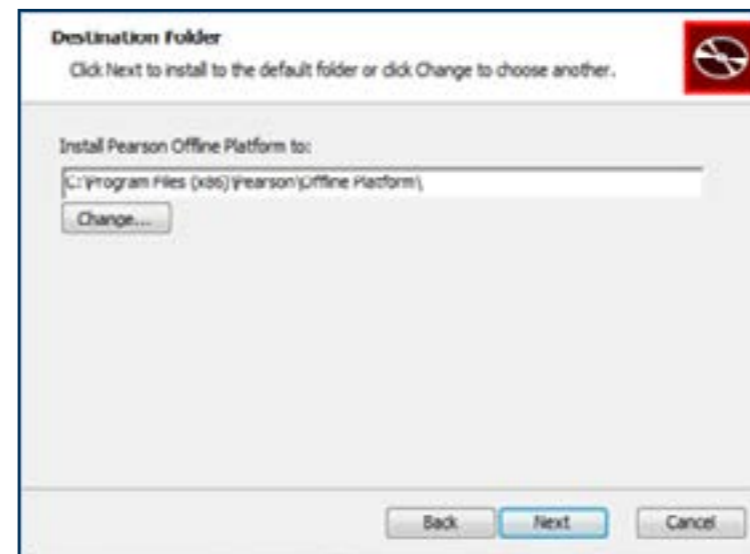 Destination Folder
Click Next to install to the default folder or click Change to choose another.
Install Pearson Offline Platform to:
C:\Program Files (x86)\Pearson\Offline Platform\
Change...
Back Next Cancel